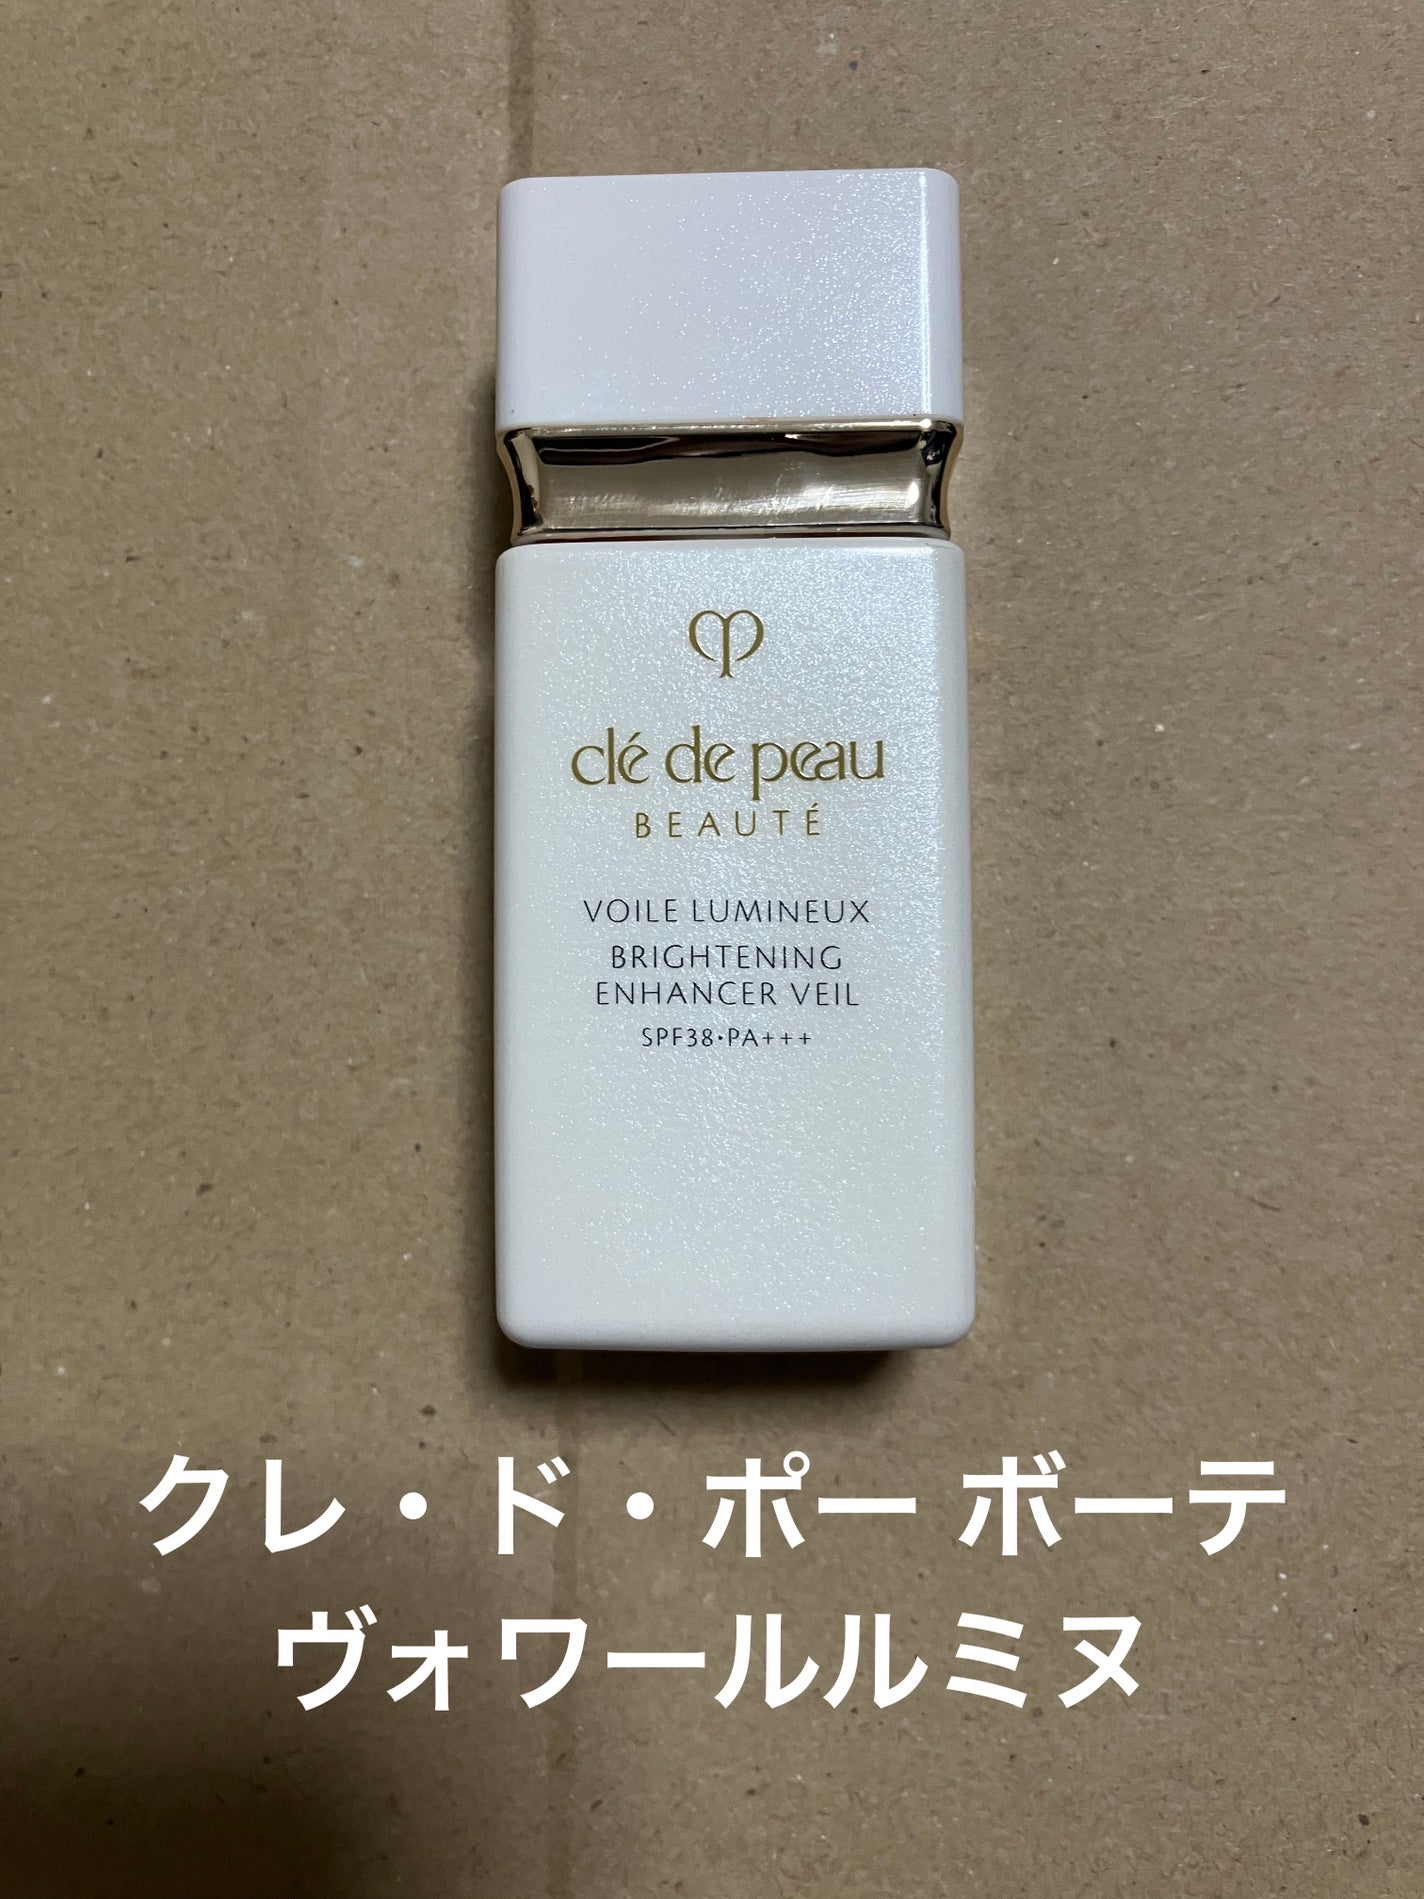 clé de peau
BEAUTÉ
VOILE LUMINEUX
BRIGHTENING
ENHANCER VEIL
SPF38・PA+++
クレ・ド・ポー ボーテ
ヴォワールルミヌ